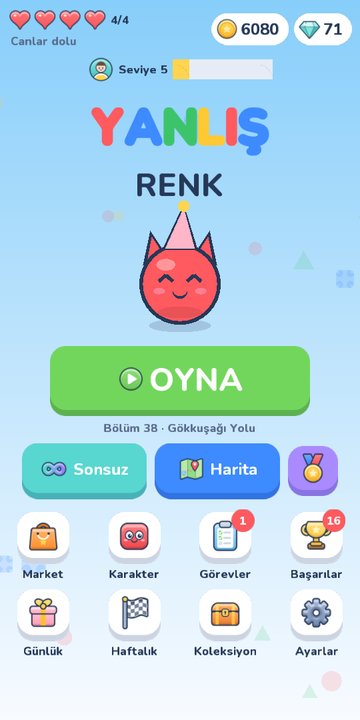 4/4
6080
71
Canlar dolu
Seviye 5
YANLIŞ
RENK
OYNA
Bölüm 38 · Gökkuşağı Yolu
Sonsuz
Harita
1
16
Market
Karakter
Görevler
Başarılar
Günlük
Haftalık
Koleksiyon
Ayarlar